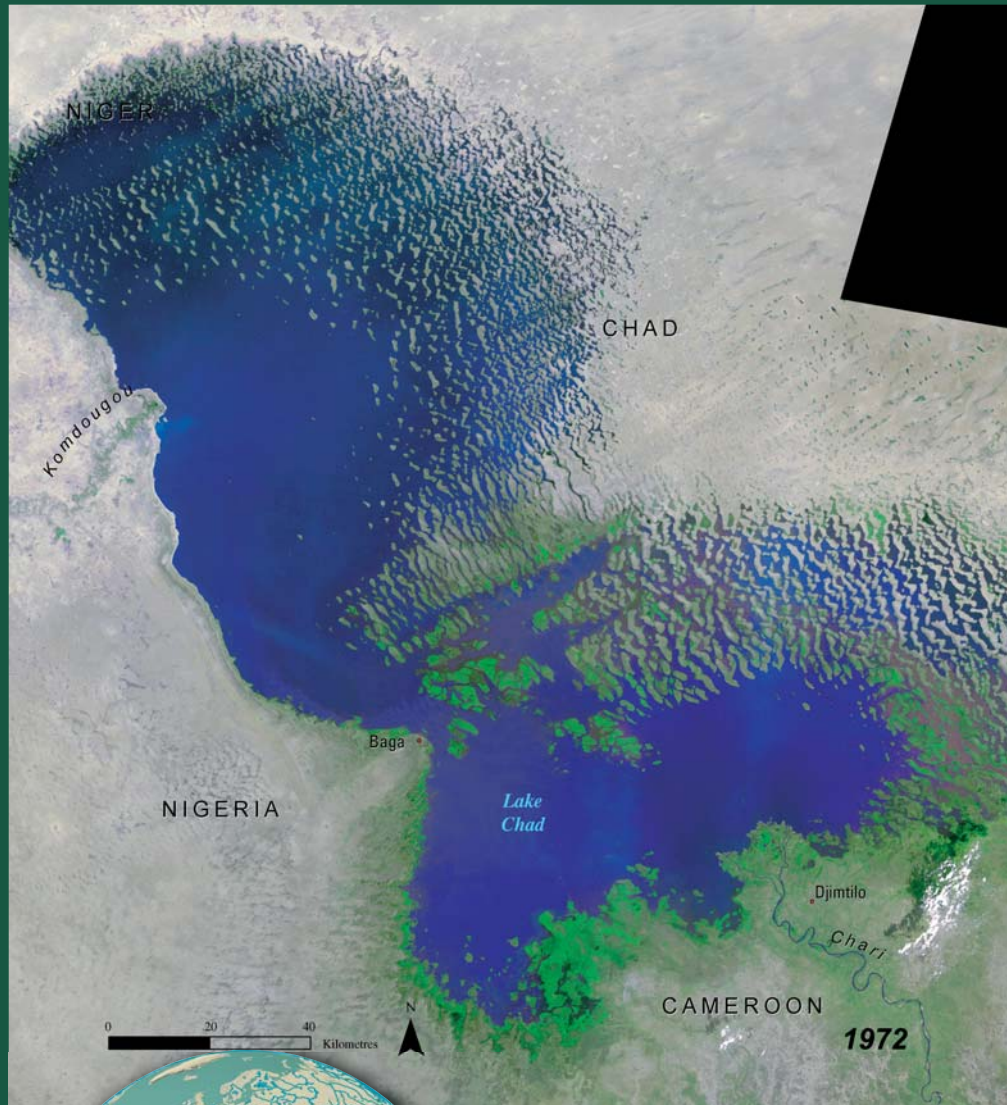 NIGER
CHAD
Komdougou
Baga
NIGERIA
Lake
Chad
Djimtilo
Chari
CAMEROON
1972
N
0 20 40
Kilometres